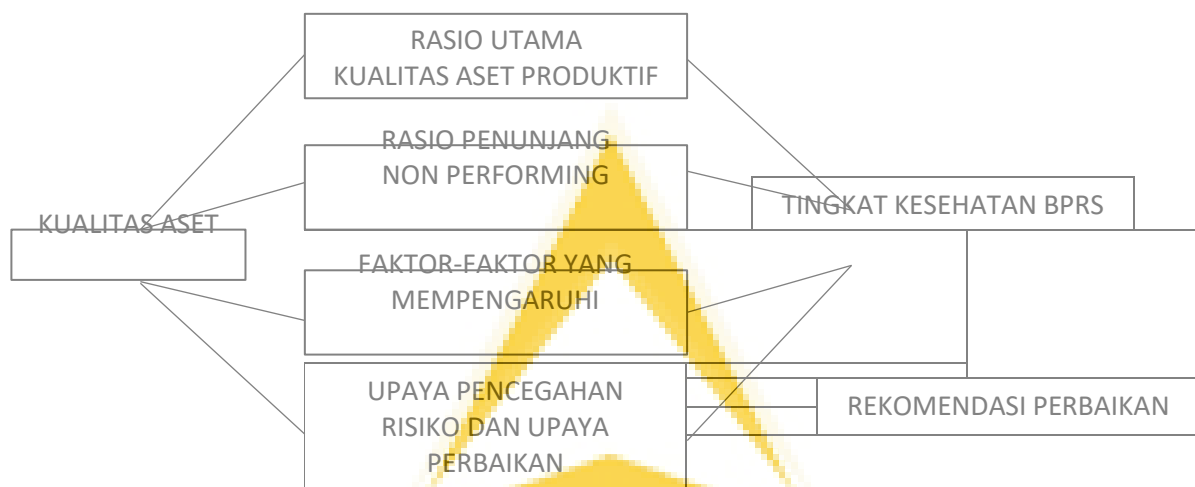 RASIO UTAMA
KUALITAS ASET PRODUKTIF
RASIO PENUNJANG
NON PERFORMING
KUALITAS ASET
TINGKAT KESEHATAN BPRS
FAKTOR-FAKTOR YANG
MEMPENGARUHI
UPAYA PENCEGAHAN
RISIKO DAN UPAYA
PERBAIKAN
REKOMENDASI PERBAIKAN